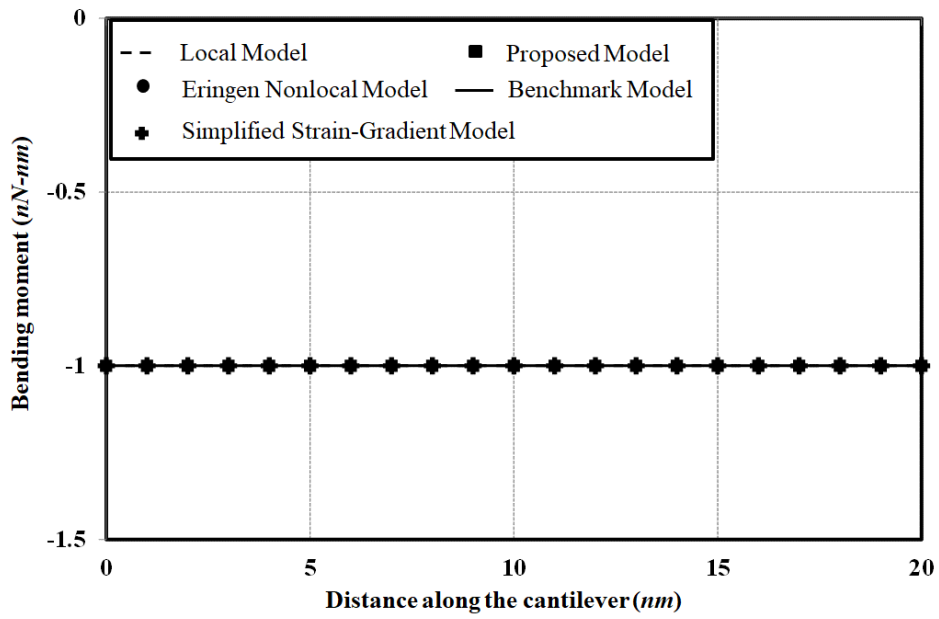 0
Local Model Proposed Model
Eringen Nonlocal Model Benchmark Model
Simplified Strain-Gradient Model
-0.5
Bending moment (nN-nm)
-1
-1.5
0 5 10 15 20
Distance along the cantilever (nm)